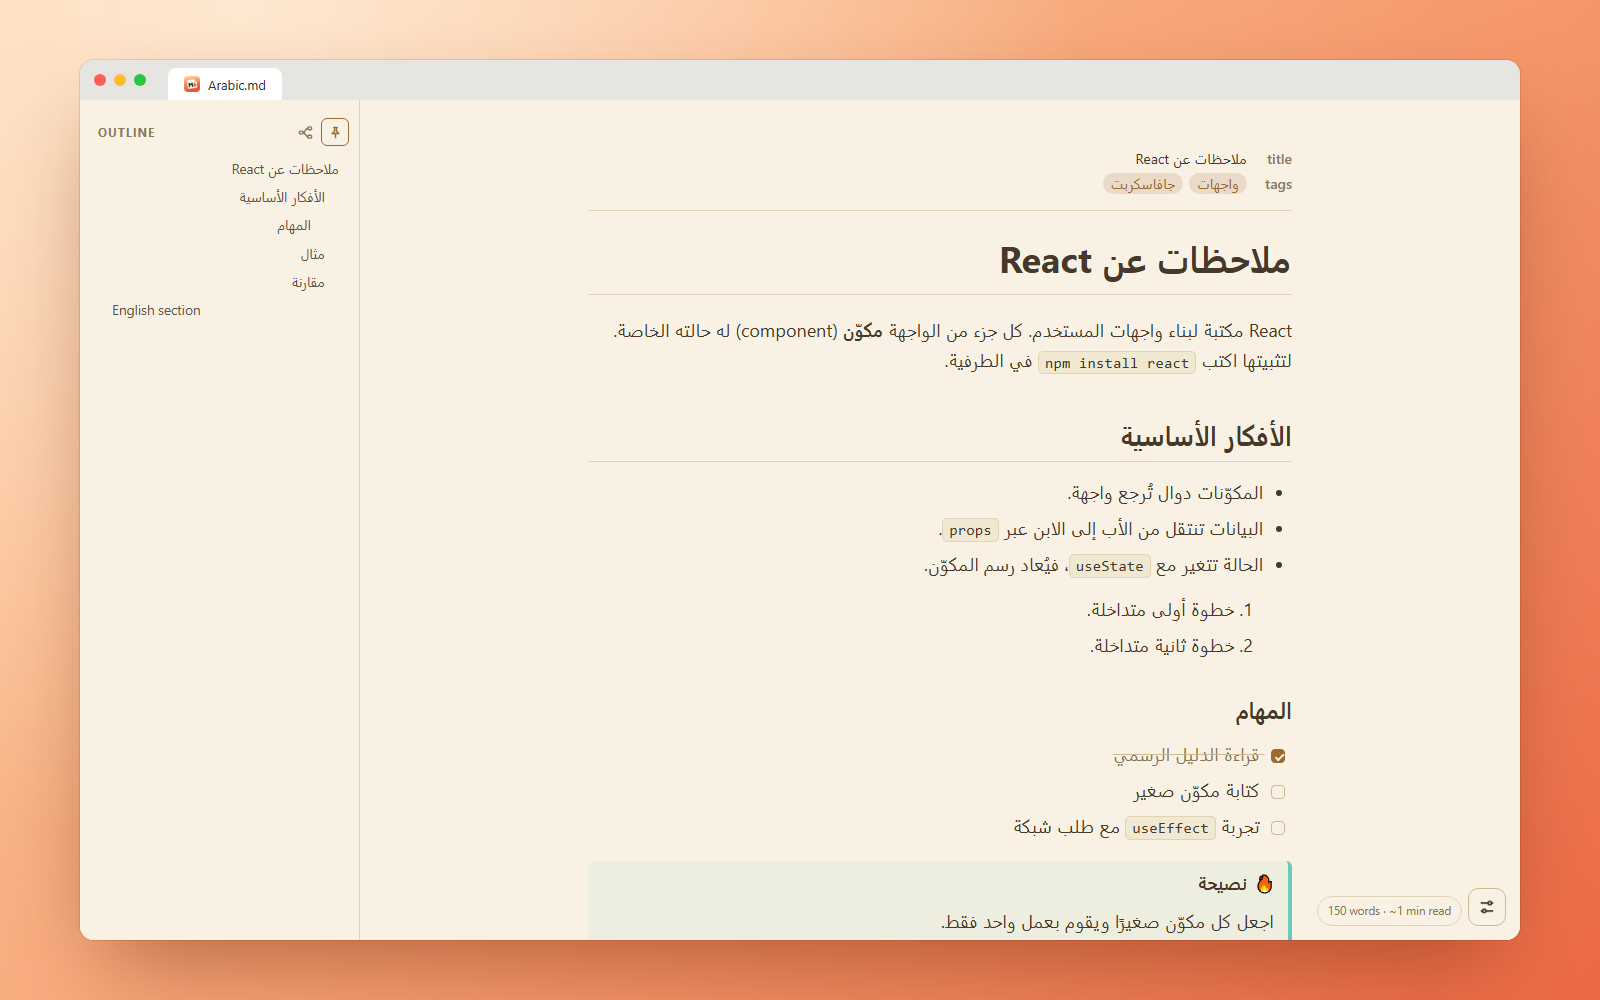 Arabic.md
OUTLINE
ملاحظات عن React
الأفكار الأساسية
المهام
مثال
مقارنة
English section
title ملاحظات عن React
tags واجهات جافاسكربت
ملاحظات عن React
React مكتبة لبناء واجهات المستخدم. كل جزء من الواجهة مكوّن (component) له حالته الخاصة.
لتثبيتها اكتب npm install react في الطرفية.
الأفكار الأساسية
• المكوّنات دوال تُرجع واجهة.
• البيانات تنتقل من الأب إلى الابن عبر props.
• الحالة تتغير مع useState، فيُعاد رسم المكوّن.
1. خطوة أولى متداخلة.
2. خطوة ثانية متداخلة.
المهام
قراءة الدليل الرسمي
كتابة مكوّن صغير
تجربة useEffect مع طلب شبكة
🔥 نصيحة
اجعل كل مكوّن صغيرًا ويقوم بعمل واحد فقط.
150 words · ~1 min read